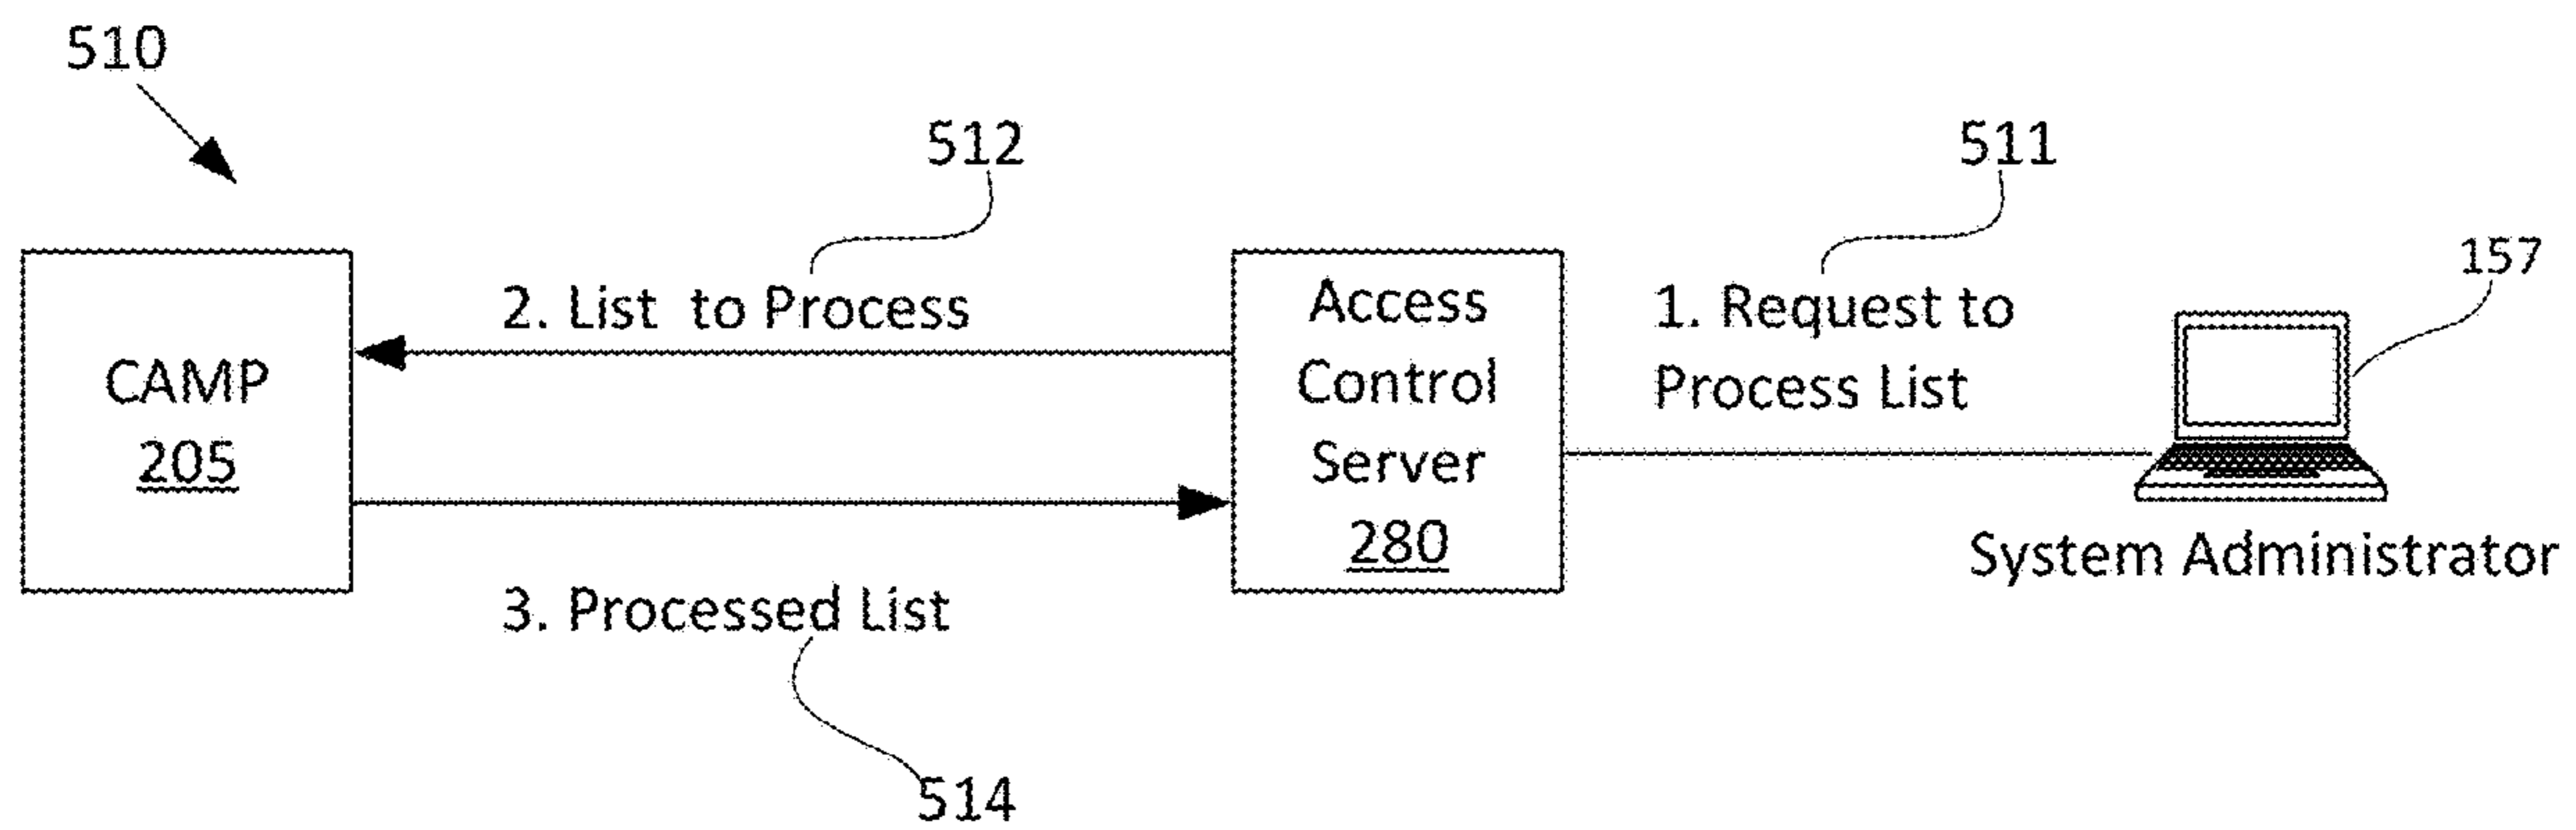 510
512
511
157
2. List to Process
1. Request to
Process List
CAMP
205
Access
Control
Server
280
3. Processed List
System Administrator
514